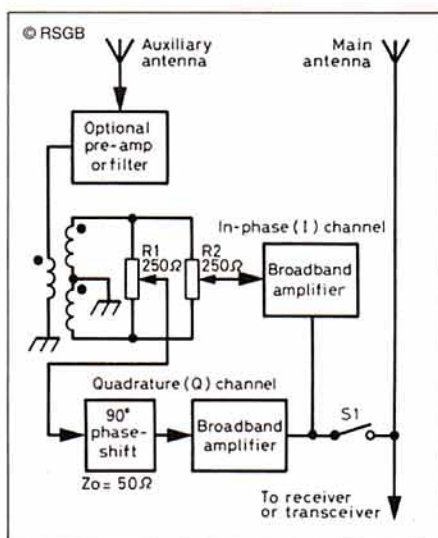 © RSGB
Auxiliary
antenna
Main
antenna
Optional
pre-amp
or filter
In-phase (I) channel
R1
250Ω
R2
250Ω
Broadband
amplifier
Quadrature (Q) channel
90°
phase-
shift
Broadband
amplifier
S1
Zo = 50Ω
To receiver
or transceiver